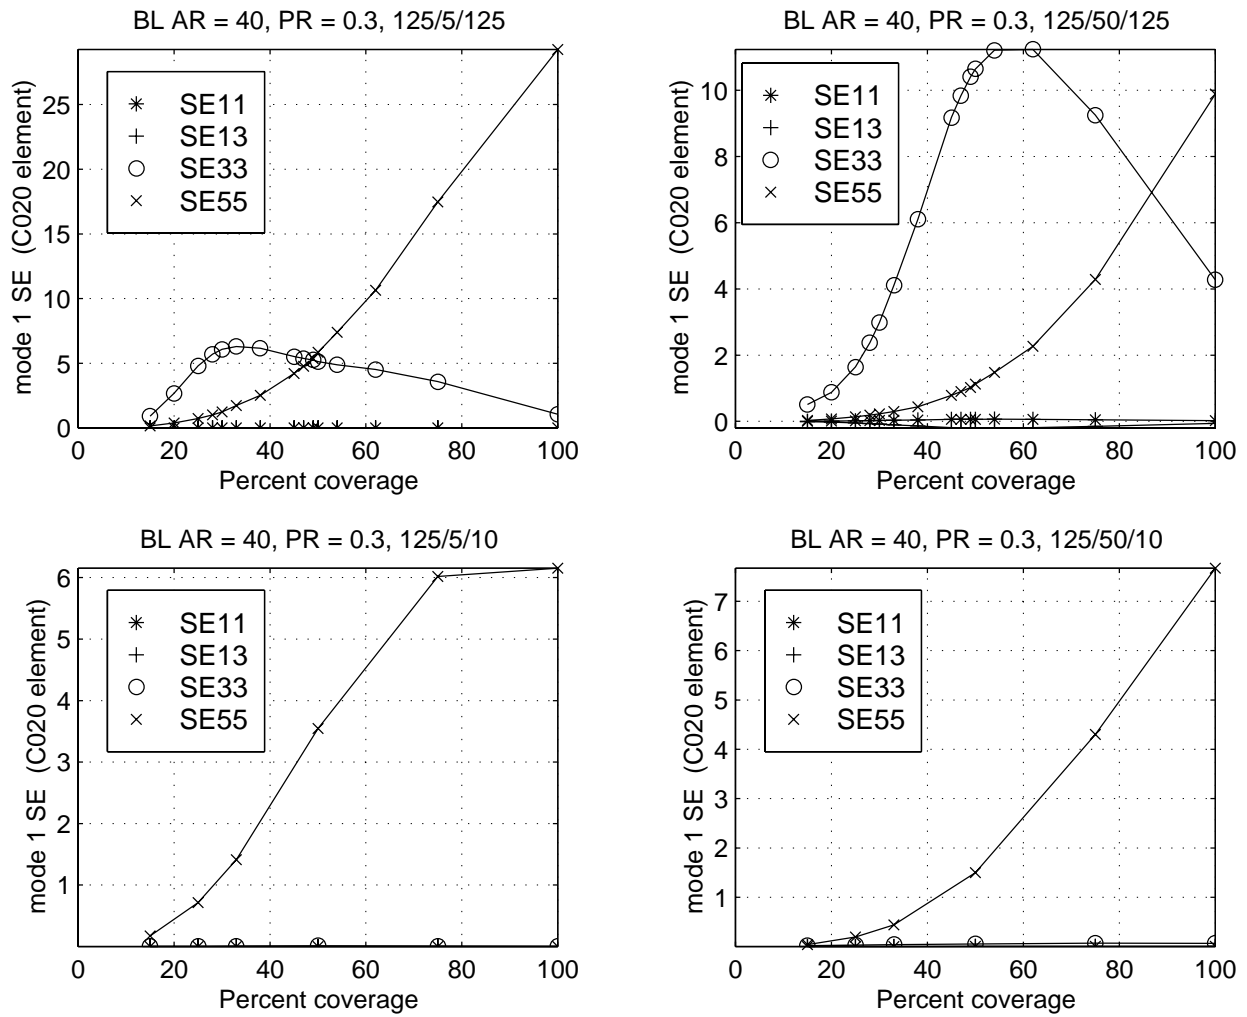 BL AR = 40, PR = 0.3, 125/5/125
mode 1 SE (C020 element)
25
20
15
10
5
0
SE11
SE13
SE33
SE55
0 20 40 60 80 100
Percent coverage
BL AR = 40, PR = 0.3, 125/50/125
mode 1 SE (C020 element)
10
8
6
4
2
0
SE11
SE13
SE33
SE55
0 20 40 60 80 100
Percent coverage
BL AR = 40, PR = 0.3, 125/5/10
mode 1 SE (C020 element)
6
5
4
3
2
1
SE11
SE13
SE33
SE55
0 20 40 60 80 100
Percent coverage
BL AR = 40, PR = 0.3, 125/50/10
mode 1 SE (C020 element)
7
6
5
4
3
2
1
SE11
SE13
SE33
SE55
0 20 40 60 80 100
Percent coverage